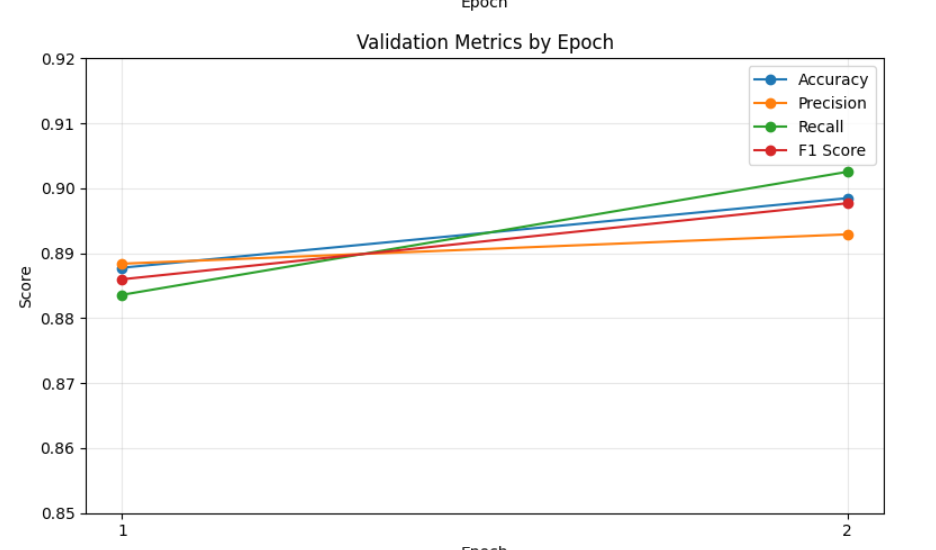 Epoch
Validation Metrics by Epoch
0.92
0.91
0.90
0.89
0.88
0.87
0.86
0.85
Score
Accuracy
Precision
Recall
F1 Score
1
2
Epoch